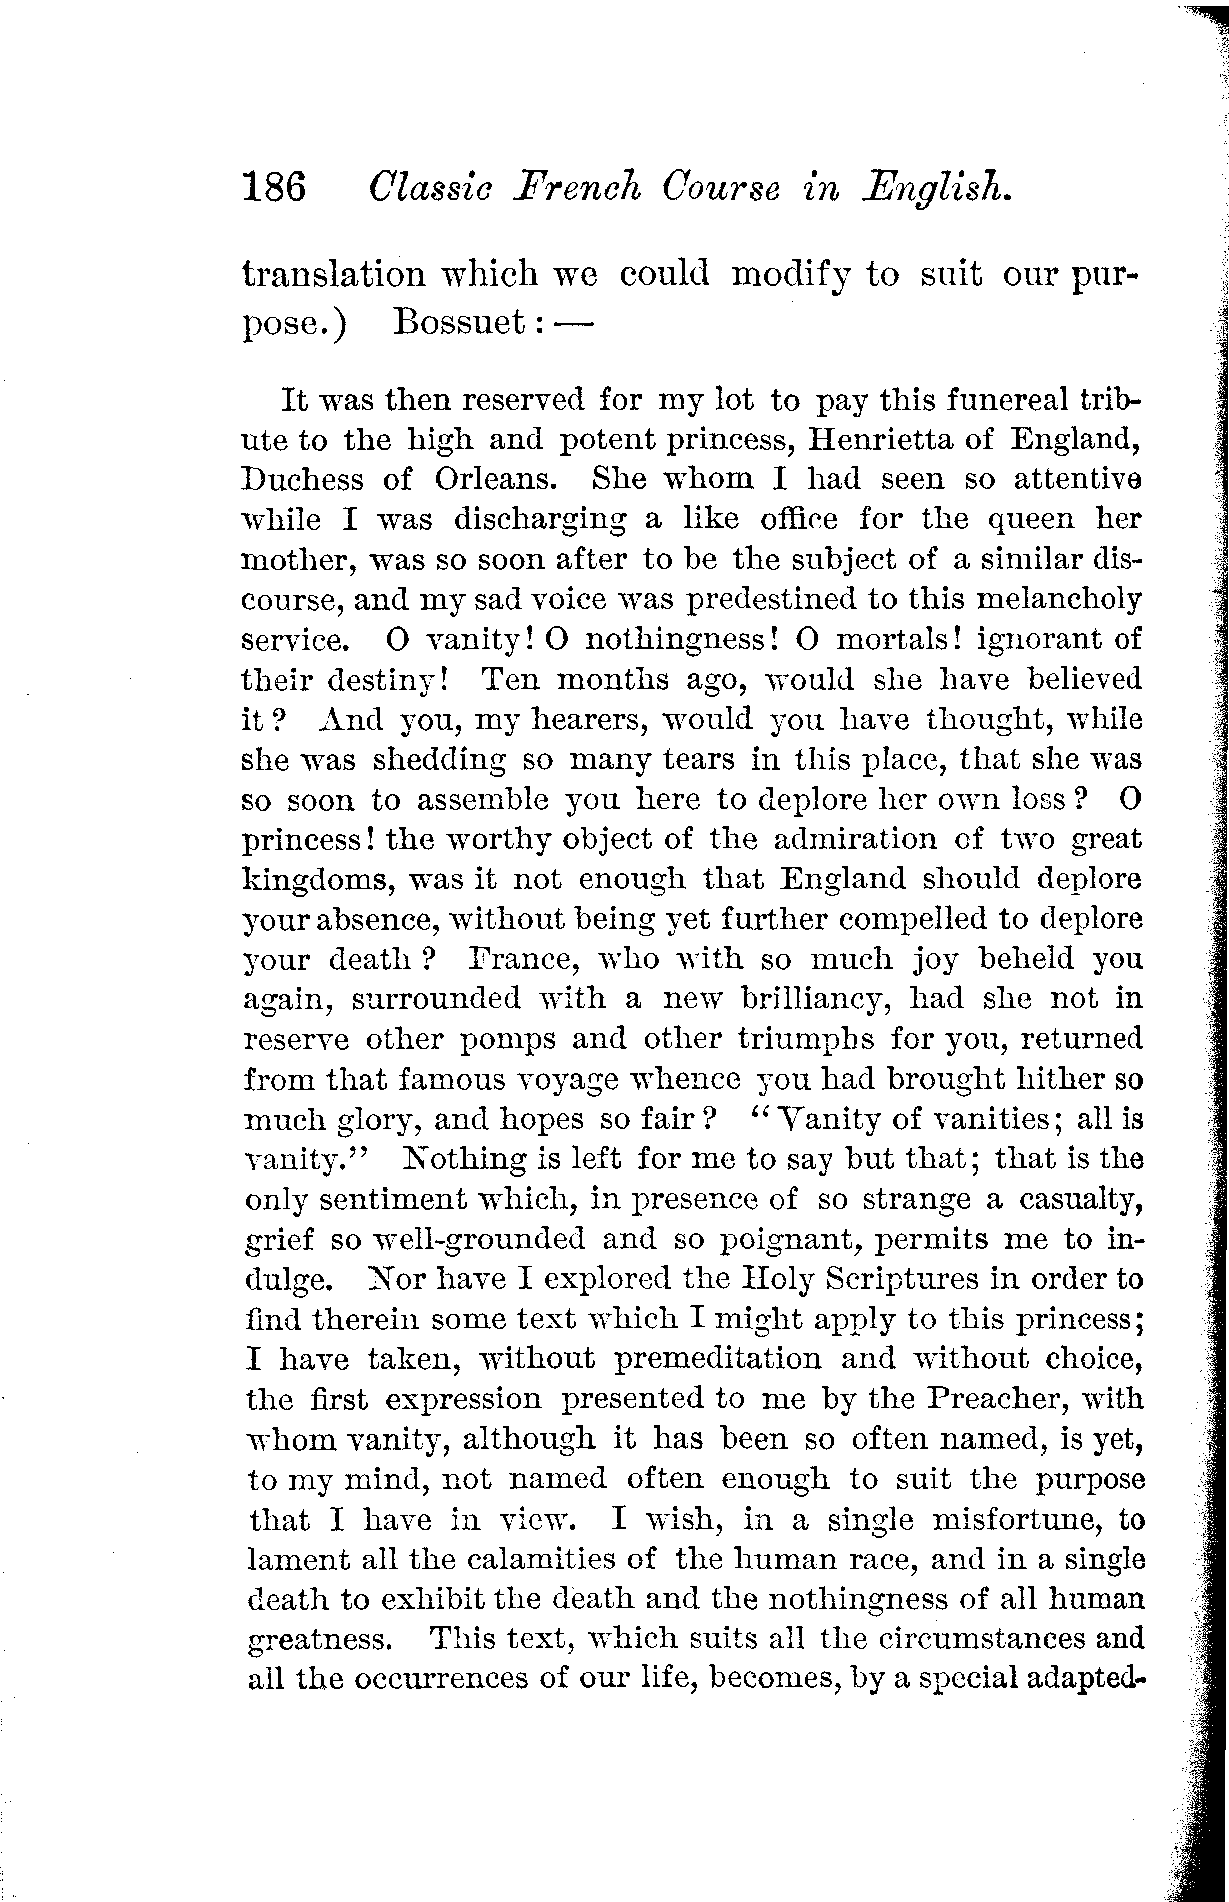 186 Classic French Course in English.
translation which we could modify to suit our pur-
pose.) Bossuet: —
It was then reserved for my lot to pay this funereal trib-
ute to the high and potent princess, Henrietta of England,
Duchess of Orleans. She whom I had seen so attentive
while I was discharging a like office for the queen her
mother, was so soon after to be the subject of a similar dis-
course, and my sad voice was predestined to this melancholy
service. O vanity! O nothingness! O mortals! ignorant of
their destiny! Ten months ago, would she have believed
it? And you, my hearers, would you have thought, while
she was shedding so many tears in this place, that she was
so soon to assemble you here to deplore her own loss? O
princess! the worthy object of the admiration of two great
kingdoms, was it not enough that England should deplore
your absence, without being yet further compelled to deplore
your death? France, who with so much joy beheld you
again, surrounded with a new brilliancy, had she not in
reserve other pomps and other triumphs for you, returned
from that famous voyage whence you had brought hither so
much glory, and hopes so fair? "Vanity of vanities; all is
vanity." Nothing is left for me to say but that; that is the
only sentiment which, in presence of so strange a casualty,
grief so well-grounded and so poignant, permits me to in-
dulge. Nor have I explored the Holy Scriptures in order to
find therein some text which I might apply to this princess;
I have taken, without premeditation and without choice,
the first expression presented to me by the Preacher, with
whom vanity, although it has been so often named, is yet,
to my mind, not named often enough to suit the purpose
that I have in view. I wish, in a single misfortune, to
lament all the calamities of the human race, and in a single
death to exhibit the death and the nothingness of all human
greatness. This text, which suits all the circumstances and
all the occurrences of our life, becomes, by a special adapted-